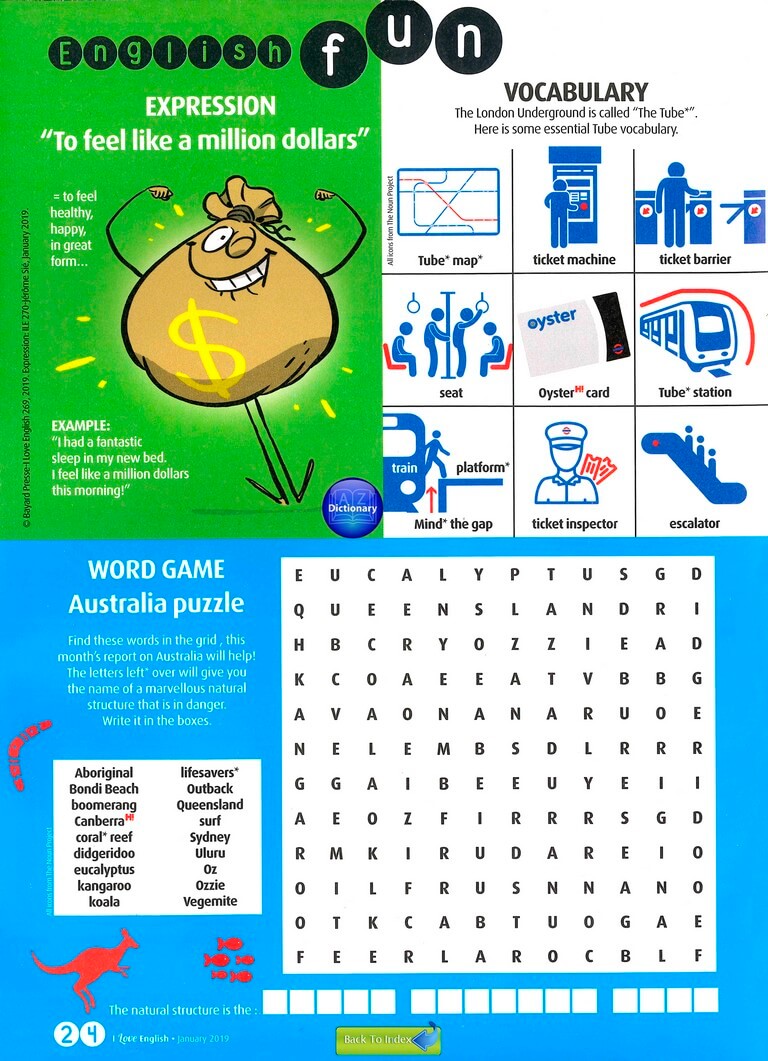 English fun
EXPRESSION
“To feel like a million dollars”
= to feel
healthy,
happy,
in great
form...
$
EXAMPLE:
“I had a fantastic
sleep in my new bed.
I feel like a million dollars
this morning!”
© Bayard Presse-I Love English 269, 2019. Expression: ILE 270-Jérôme Sié, January 2019.
A-Z
Dictionary
VOCABULARY
The London Underground is called “The Tube*”.
Here is some essential Tube vocabulary.
All icons from The Noun Project
Tube* map*
ticket machine
ticket barrier
seat
oyster
Oyster H! card
Tube* station
train
platform*
Mind* the gap
ticket inspector
escalator
WORD GAME
Australia puzzle
Find these words in the grid , this
month's report on Australia will help!
The letters left* over will give you
the name of a marvellous natural
structure that is in danger.
Write it in the boxes.
Aboriginal
Bondi Beach
boomerang
Canberra H!
coral* reef
didgeridoo
eucalyptus
kangaroo
koala
lifesavers*
Outback
Queensland
surf
Sydney
Uluru
Oz
Ozzie
Vegemite
All icons from The Noun Project
E U C A L Y P T U S G D
Q U E E N S L A N D R I
H B C R Y O Z Z I E A D
K C O A E E A T V B B G
A V A O N A N A R U O E
N E L E M B S D L R R R
G G A I B E E U Y E I I
A E O Z F I R R R S G D
R M K I R U D A R E I O
O I L F R U S N N A N O
O T K C A B T U O G A E
F E E R L A R O C B L F
The natural structure is the :
24 I Love English • January 2019
Back To Index